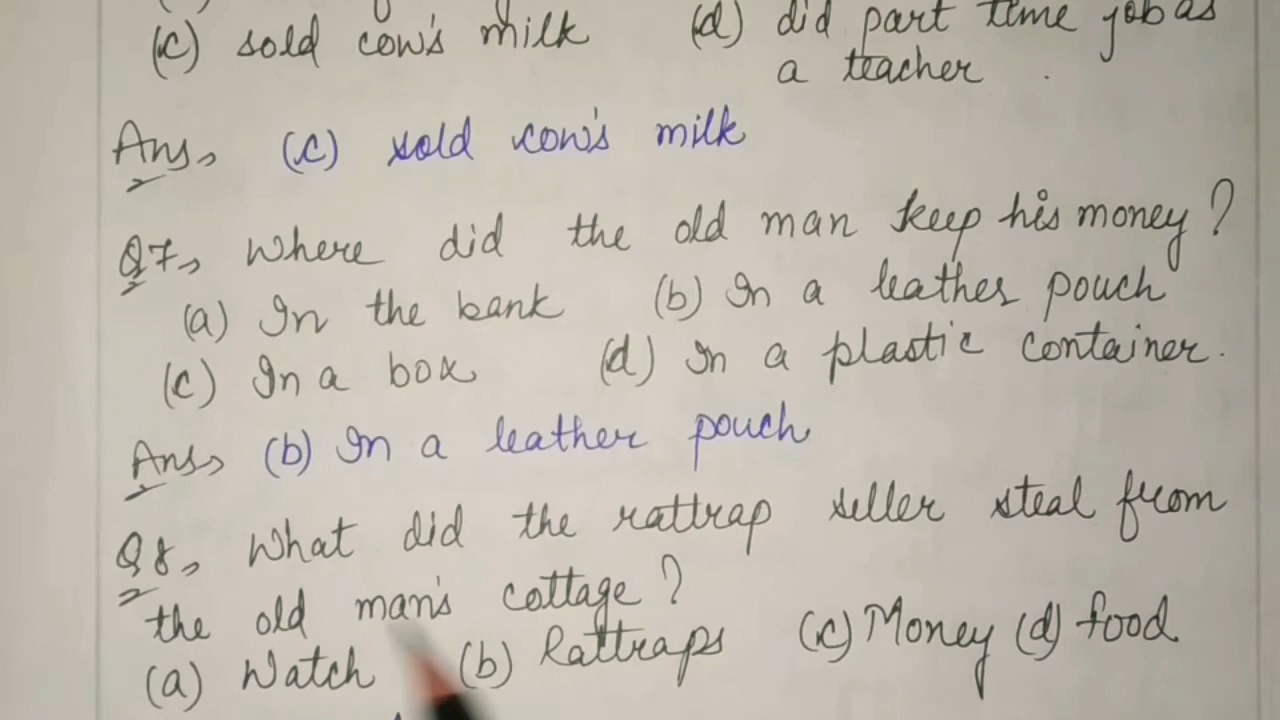 (c) sold cow's milk (d) did part time job as
a teacher.
Ans, (c) sold cow's milk
Q7, Where did the old man keep his money?
(a) In the bank (b) In a leather pouch
(c) In a box (d) In a plastic container.
Ans, (b) In a leather pouch
Q8, What did the rattrap seller steal from
the old man's cottage?
(a) Watch (b) Rattraps (c) Money (d) food.